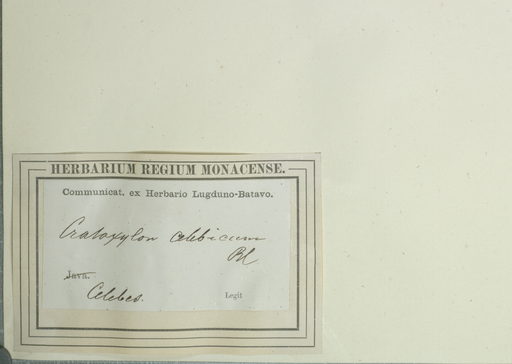 HERBARIUM REGIUM MONACENSE.
Communicat. ex Herbario Lugduno-Batavo.
Cratoxylon celebicum
Bl
Java.
Celebes.
Legit